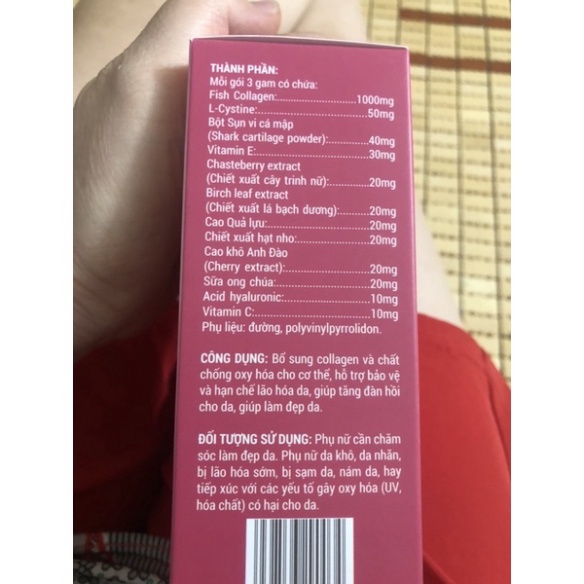 THÀNH PHẦN:
Mỗi gói 3 gam có chứa:
Fish Collagen:........................1000mg
L-Cystine:..................................50mg
Bột Sụn vi cá mập
(Shark cartilage powder):..........40mg
Vitamin E:..................................30mg
Chasteberry extract
(Chiết xuất cây trinh nữ):..........20mg
Birch leaf extract
(Chiết xuất lá bạch dương):.......20mg
Cao Quả lựu:............................20mg
Chiết xuất hạt nho:...................20mg
Cao khô Anh Đào
(Cherry extract):........................20mg
Sữa ong chúa:..........................20mg
Acid hyaluronic:........................10mg
Vitamin C:.................................10mg
Phụ liệu: đường, polyvinylpyrrolidon.
CÔNG DỤNG: Bổ sung collagen và chất
chống oxy hóa cho cơ thể, hỗ trợ bảo vệ
và hạn chế lão hóa da, giúp tăng đàn hồi
cho da, giúp làm đẹp da.
ĐỐI TƯỢNG SỬ DỤNG: Phụ nữ cần chăm
sóc làm đẹp da. Phụ nữ da khô, da nhăn,
bị lão hóa sớm, bị sạm da, nám da, hay
tiếp xúc với các yếu tố gây oxy hóa (UV,
hóa chất) có hại cho da.